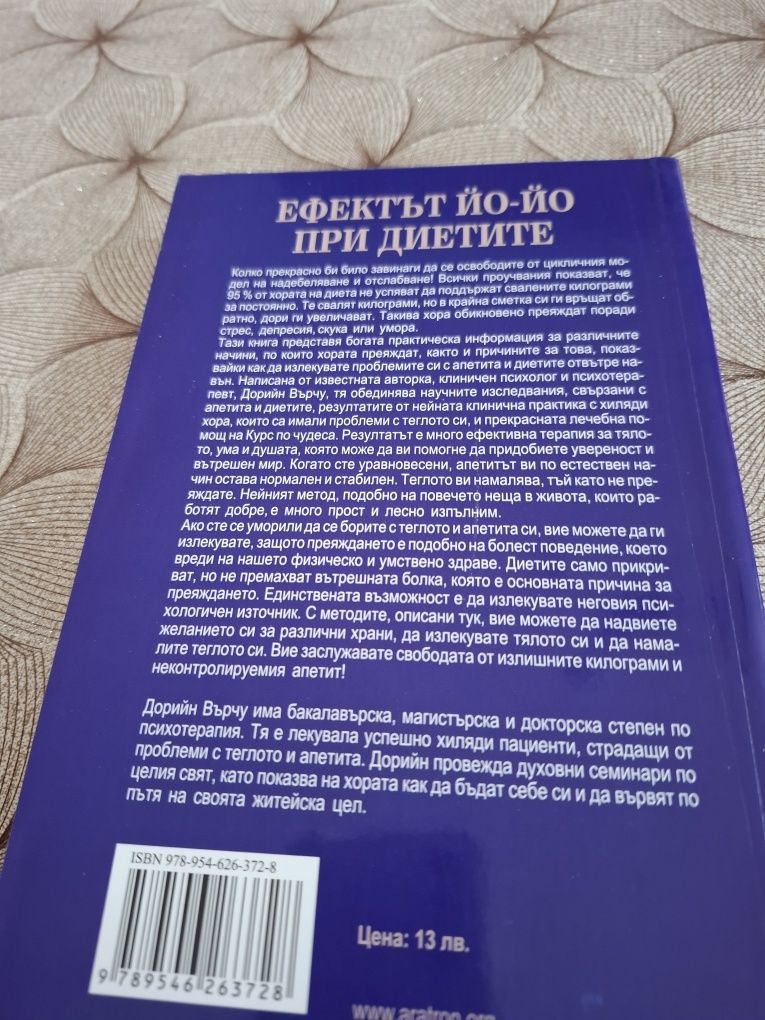 ЕФЕКТЪТ ЙО-ЙО
ПРИ ДИЕТИТЕ
Колко прекрасно би било завинаги да се освободите от цикличния мо-
дел на надебеляване и отслабване! Всички проучвания показват, че
95 % от хората на диета не успяват да поддържат свалените килограми
за постоянно. Те свалят килограми, но в крайна сметка си ги връщат об-
ратно, дори ги увеличават. Такива хора обикновено преяждат поради
стрес, депресия, скука или умора.
Тази книга представя богата практическа информация за различните
начини, по които хората преяждат, както и причините за това, показ-
вайки как да излекувате проблемите си с апетита и диетите отвътре на-
вън. Написана от известната авторка, клиничен психолог и психотера-
певт, Дорийн Върчу, тя обединява научните изследвания, свързани с
апетита и диетите, резултатите от нейната клинична практика с хиляди
хора, които са имали проблеми с теглото си, и прекрасната лечебна по-
мощ на Курс по чудеса. Резултатът е много ефективна терапия за тяло-
то, ума и душата, която може да ви помогне да придобиете увереност и
вътрешен мир. Когато сте уравновесени, апетитът ви по естествен на-
чин остава нормален и стабилен. Теглото ви намалява, тъй като не пре-
яждате. Нейният метод, подобно на повечето неща в живота, които ра-
ботят добре, е много прост и лесно изпълним.
Ако сте се уморили да се борите с теглото и апетита си, вие можете да ги
излекувате, защото преяждането е подобно на болест поведение, което
вреди на нашето физическо и умствено здраве. Диетите само прикри-
ват, но не премахват вътрешната болка, която е основната причина за
преяждането. Единствената възможност е да излекувате неговия пси-
хологичен източник. С методите, описани тук, вие можете да надвиете
желанието си за различни храни, да излекувате тялото си и да нама-
лите теглото си. Вие заслужавате свободата от излишните килограми и
неконтролируемия апетит!
Дорийн Върчу има бакалавърска, магистърска и докторска степен по
психотерапия. Тя е лекувала успешно хиляди пациенти, страдащи от
проблеми с теглото и апетита. Дорийн провежда духовни семинари по
целия свят, като показва на хората как да бъдат себе си и да вървят по
пътя на своята житейска цел.
ISBN 978-954-626-372-8
9 789546 263728
Цена: 13 лв.
www.aratron.org